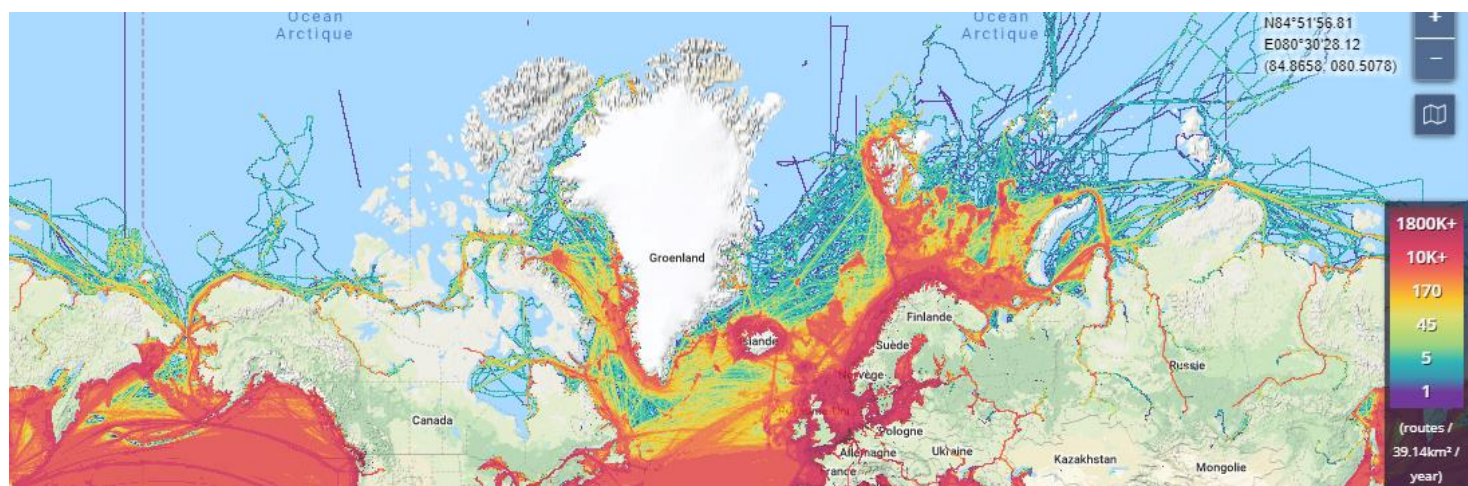 Ocean
Arctique
Ocean
Arctique
N84°51'56.81
E080°30'28.12
(84.8658, 080.5078)
+
−
Groenland
Islande
Finlande
Suède
Norvège
Russie
Canada
Pologne
Allemagne
Ukraine
rance
Kazakhstan
Mongolie
1800K+
10K+
170
45
5
1
(routes /
39.14km² /
year)